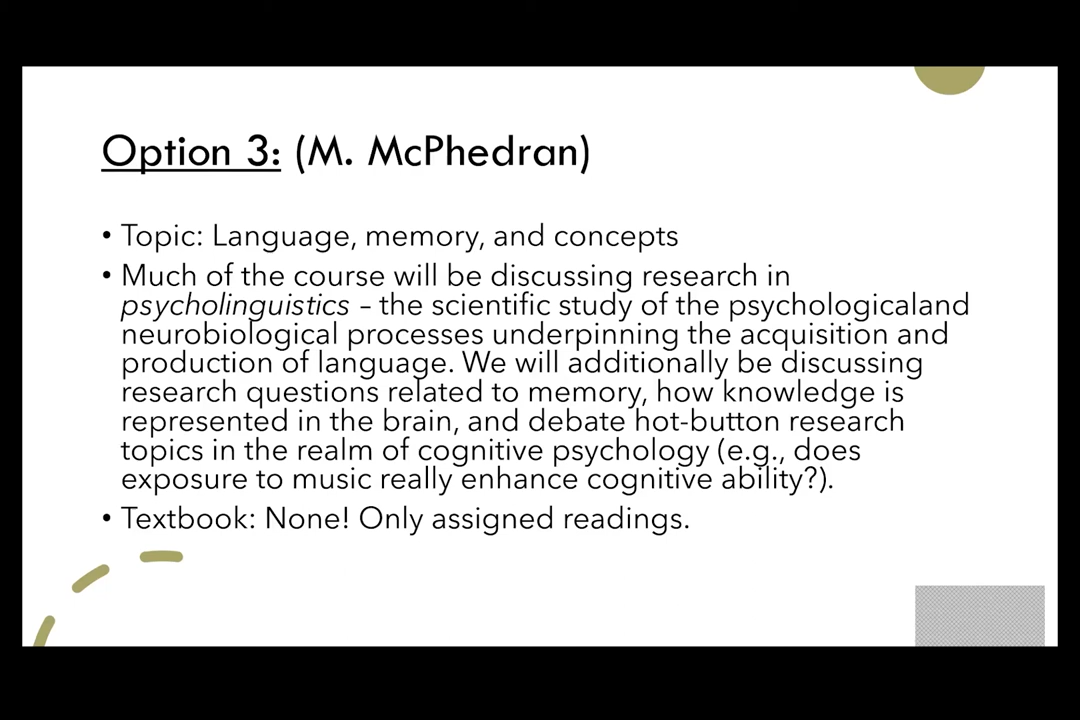 Option 3: (M. McPhedran)
• Topic: Language, memory, and concepts
• Much of the course will be discussing research in
psycholinguistics – the scientific study of the psychologicaland
neurobiological processes underpinning the acquisition and
production of language. We will additionally be discussing
research questions related to memory, how knowledge is
represented in the brain, and debate hot-button research
topics in the realm of cognitive psychology (e.g., does
exposure to music really enhance cognitive ability?).
• Textbook: None! Only assigned readings.